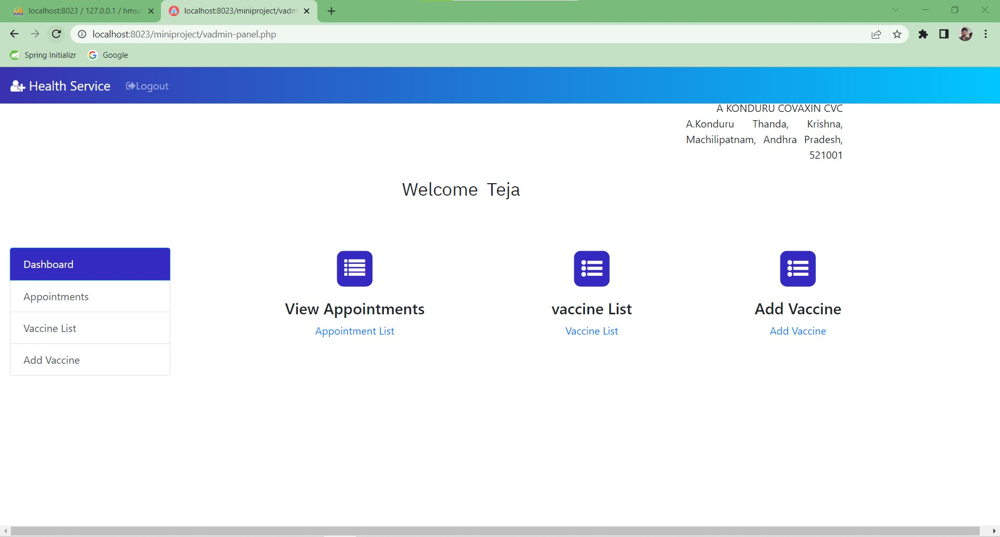 localhost:8023 / 127.0.0.1 / hmsd
localhost:8023/miniproject/vadm
localhost:8023/miniproject/vadmin-panel.php
Spring Initializr
Google
Health Service
Logout
A KONDURU COVAXIN CVC
A.Konduru Thanda, Krishna,
Machilipatnam, Andhra Pradesh,
521001
Welcome Teja
Dashboard
Appointments
Vaccine List
Add Vaccine
View Appointments
Appointment List
vaccine List
Vaccine List
Add Vaccine
Add Vaccine